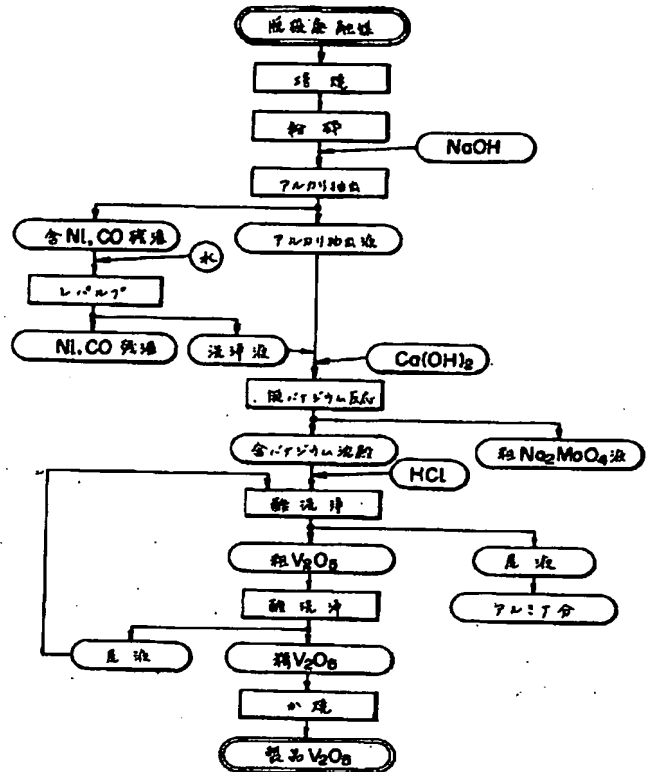 脱硫廃触媒
焙焼
粉砕
NaOH
アルカリ抽出
含Ni.CO残渣
アルカリ抽出液
水
レパルプ
Ni.CO残渣
洗浄液
Ca(OH)2
脱バナジウム反応
含バナジウム沈殿
粗Na2MoO4液
HCl
酸洗浄
粗V2O5
尾液
酸洗浄
アルミナ分
尾液
精V2O5
か焼
製品V2O5